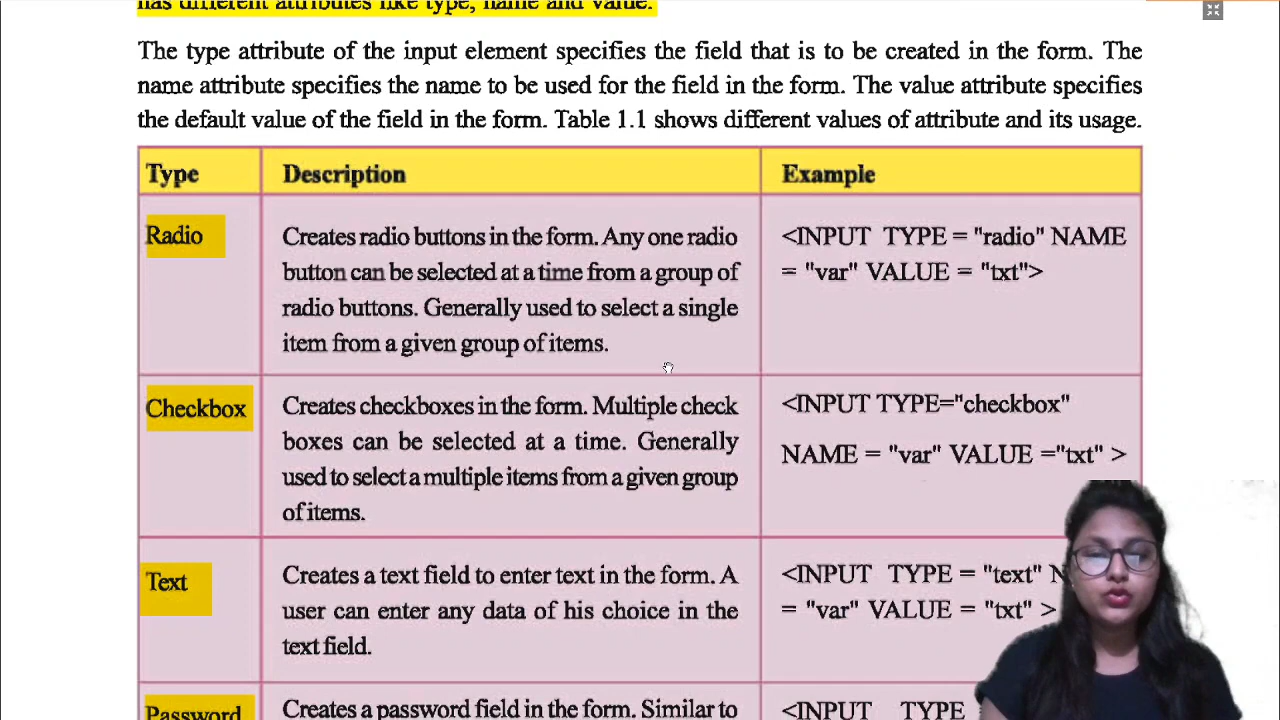 has different attributes like type, name and value.
The type attribute of the input element specifies the field that is to be created in the form. The
name attribute specifies the name to be used for the field in the form. The value attribute specifies
the default value of the field in the form. Table 1.1 shows different values of attribute and its usage.
Type Description Example
Radio
Creates radio buttons in the form. Any one radio
button can be selected at a time from a group of
radio buttons. Generally used to select a single
item from a given group of items.
<INPUT TYPE = "radio" NAME
= "var" VALUE = "txt">
Checkbox
Creates checkboxes in the form. Multiple check
boxes can be selected at a time. Generally
used to select a multiple items from a given group
of items.
<INPUT TYPE="checkbox"
NAME = "var" VALUE ="txt" >
Text
Creates a text field to enter text in the form. A
user can enter any data of his choice in the
text field.
<INPUT TYPE = "text"
= "var" VALUE = "txt" >
Password
Creates a password field in the form. Similar to
<INPUT TYPE